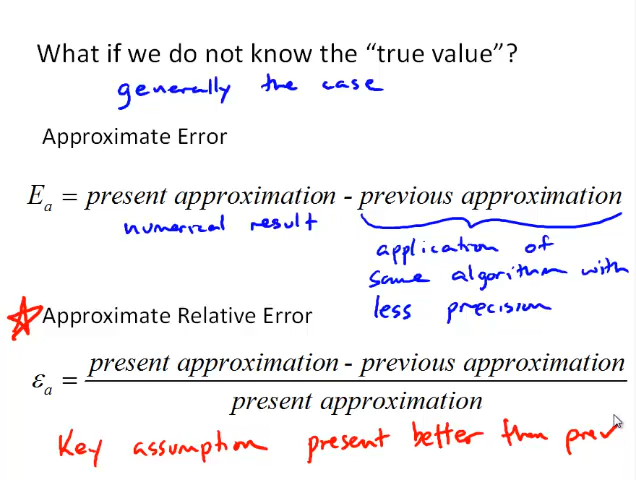 What if we do not know the “true value”?
generally the case
Approximate Error
E_a = present approximation - previous approximation
numerical result
application of
same algorithm with
less precision
Approximate Relative Error
ε_a = (present approximation - previous approximation) / (present approximation)
Key assumption present better than prev